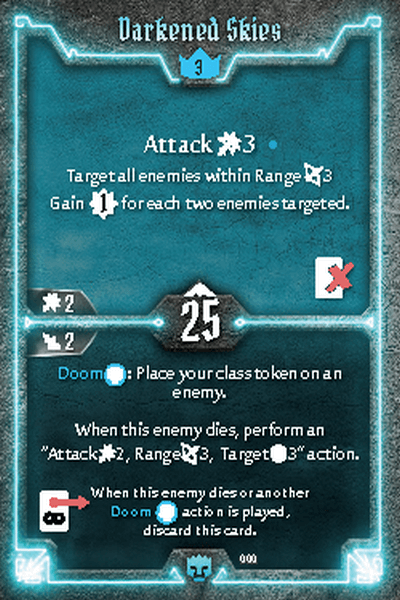 Darkened Skies
3
Attack 3
Target all enemies within Range 3
Gain 1 for each two enemies targeted.
2
25
2
Doom : Place your class token on an
enemy.
When this enemy dies, perform an
"Attack 2, Range 3, Target 3" action.
When this enemy dies or another
Doom action is played,
discard this card.